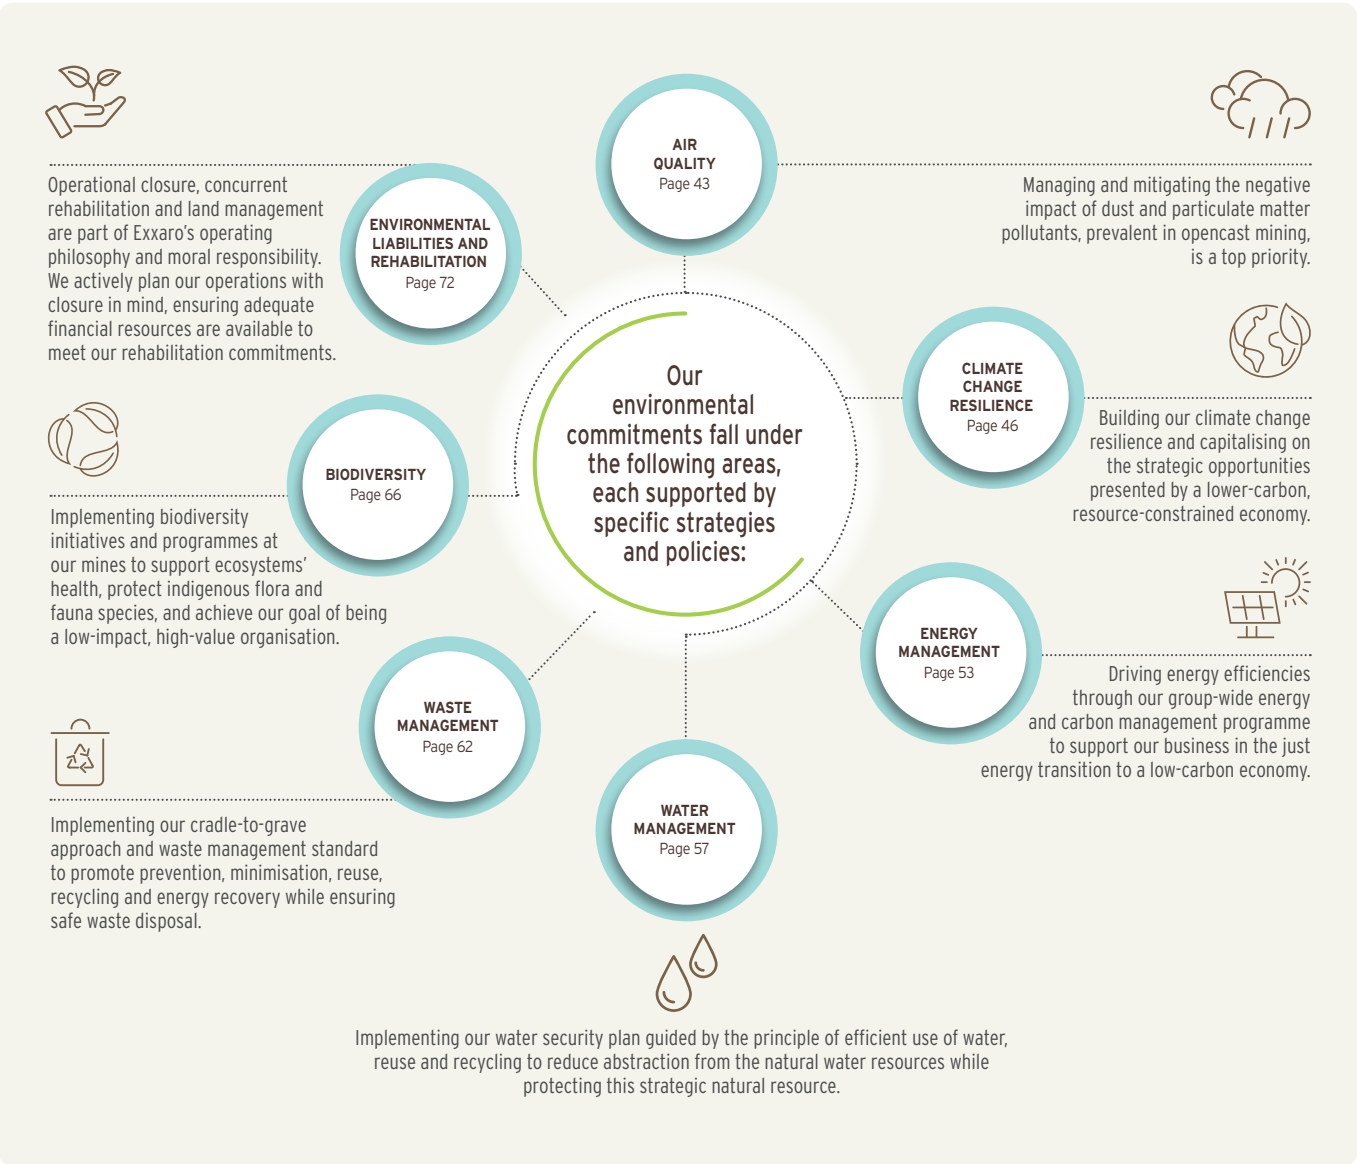 Our
environmental
commitments fall under
the following areas,
each supported by
specific strategies
and policies:
AIR
QUALITY
Page 43
Managing and mitigating the negative
impact of dust and particulate matter
pollutants, prevalent in opencast mining,
is a top priority.
CLIMATE
CHANGE
RESILIENCE
Page 46
Building our climate change
resilience and capitalising on
the strategic opportunities
presented by a lower-carbon,
resource-constrained economy.
ENERGY
MANAGEMENT
Page 53
Driving energy efficiencies
through our group-wide energy
and carbon management programme
to support our business in the just
energy transition to a low-carbon economy.
WATER
MANAGEMENT
Page 57
Implementing our water security plan guided by the principle of efficient use of water,
reuse and recycling to reduce abstraction from the natural water resources while
protecting this strategic natural resource.
WASTE
MANAGEMENT
Page 62
Implementing our cradle-to-grave
approach and waste management standard
to promote prevention, minimisation, reuse,
recycling and energy recovery while ensuring
safe waste disposal.
BIODIVERSITY
Page 66
Implementing biodiversity
initiatives and programmes at
our mines to support ecosystems'
health, protect indigenous flora and
fauna species, and achieve our goal of being
a low-impact, high-value organisation.
ENVIRONMENTAL
LIABILITIES AND
REHABILITATION
Page 72
Operational closure, concurrent
rehabilitation and land management
are part of Exxaro's operating
philosophy and moral responsibility.
We actively plan our operations with
closure in mind, ensuring adequate
financial resources are available to
meet our rehabilitation commitments.